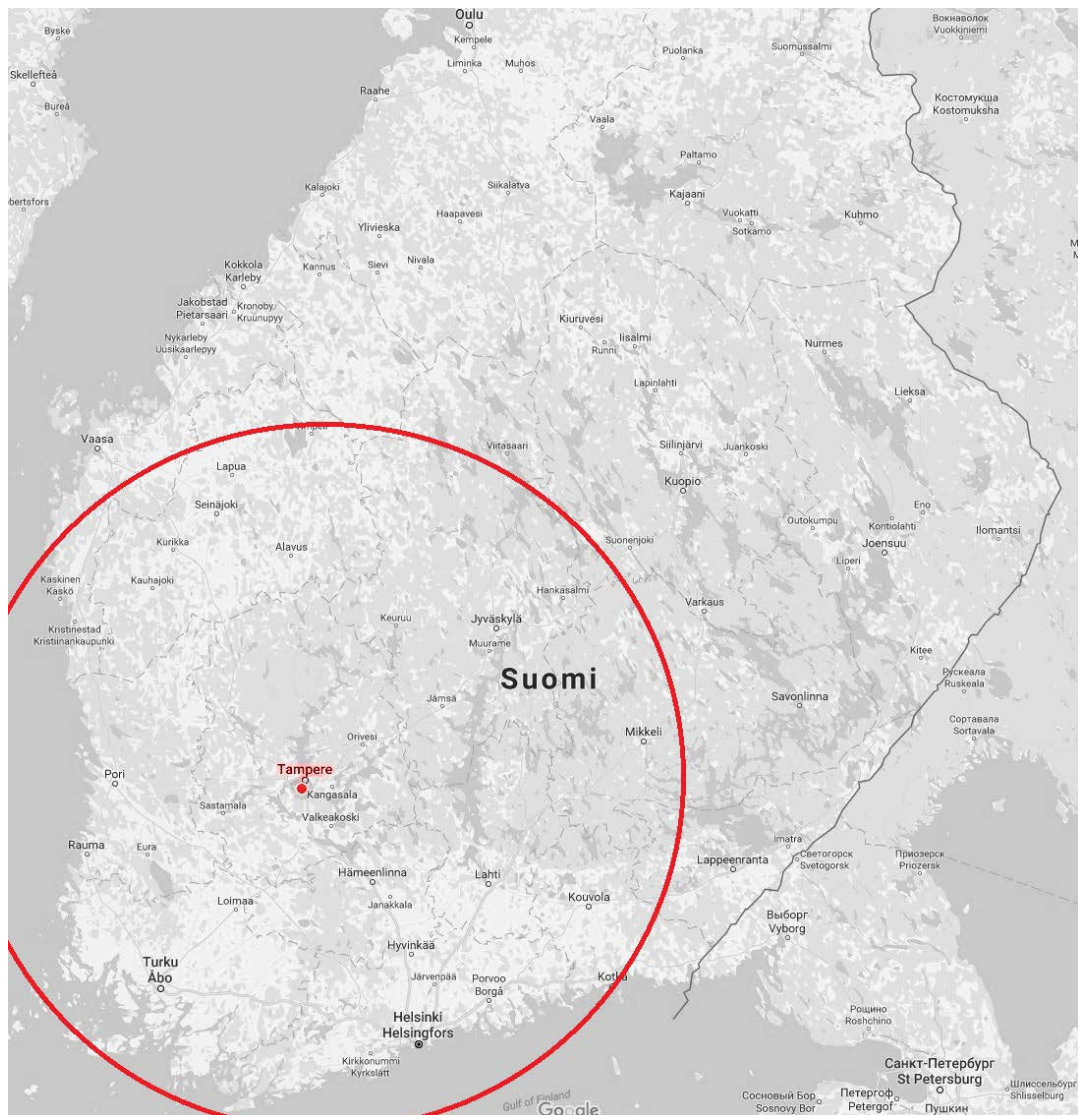 Oulu
Kempele
Liminka
Muhos
Byske
Skellefteå
Bureå
Raahe
Puolanka
Suomussalmi
Вокнаволок
Vuokkiniemi
Костомукша
Kostomuksha
Vaala
Paltamo
Kajaani
Vuokatti
Sotkamo
Kuhmo
obertsfors
Kalajoki
Siikalatva
Haapavesi
Ylivieska
Kannus
Sievi
Nivala
Kokkola
Karleby
Jakobstad
Pietarsaari
Kronoby
Kruunupyy
Nykarleby
Uusikaarlepyy
Kiuruvesi
Iisalmi
Runni
Lapinlahti
Nurmes
Lieksa
Vaasa
Lapua
Seinäjoki
Viitasaari
Siilinjärvi
Juankoski
Kuopio
Kurikka
Alavus
Suonenjoki
Outokumpu
Eno
Kontiolahti
Joensuu
Ilomantsi
Liperi
Kaskinen
Kaskö
Kauhajoki
Kristinestad
Kristiinankaupunki
Keuruu
Jyväskylä
Muurame
Hankasalmi
Varkaus
Kitee
Рускеала
Ruskeala
Suomi
Jämsä
Savonlinna
Сортавала
Sortavala
Mikkeli
Orivesi
Tampere
Kangasala
Pori
Sastamala
Valkeakoski
Rauma
Eura
Hämeenlinna
Janakkala
Lahti
Kouvola
Lappeenranta
Imatra
Светогорск
Svetogorsk
Приозерск
Priozersk
Loimaa
Выборг
Vyborg
Hyvinkää
Turku
Åbo
Järvenpää
Porvoo
Borgå
Kotka
Helsinki
Helsingfors
Kirkkonummi
Kyrkslätt
Рощино
Roshchino
Санкт-Петербург
St Petersburg
Шлиссельбург
Shlisselburg
Сосновый Бор
Sosnovy Bor
Петергоф
Petergof
Пушкин
Gulf of Finland
Google